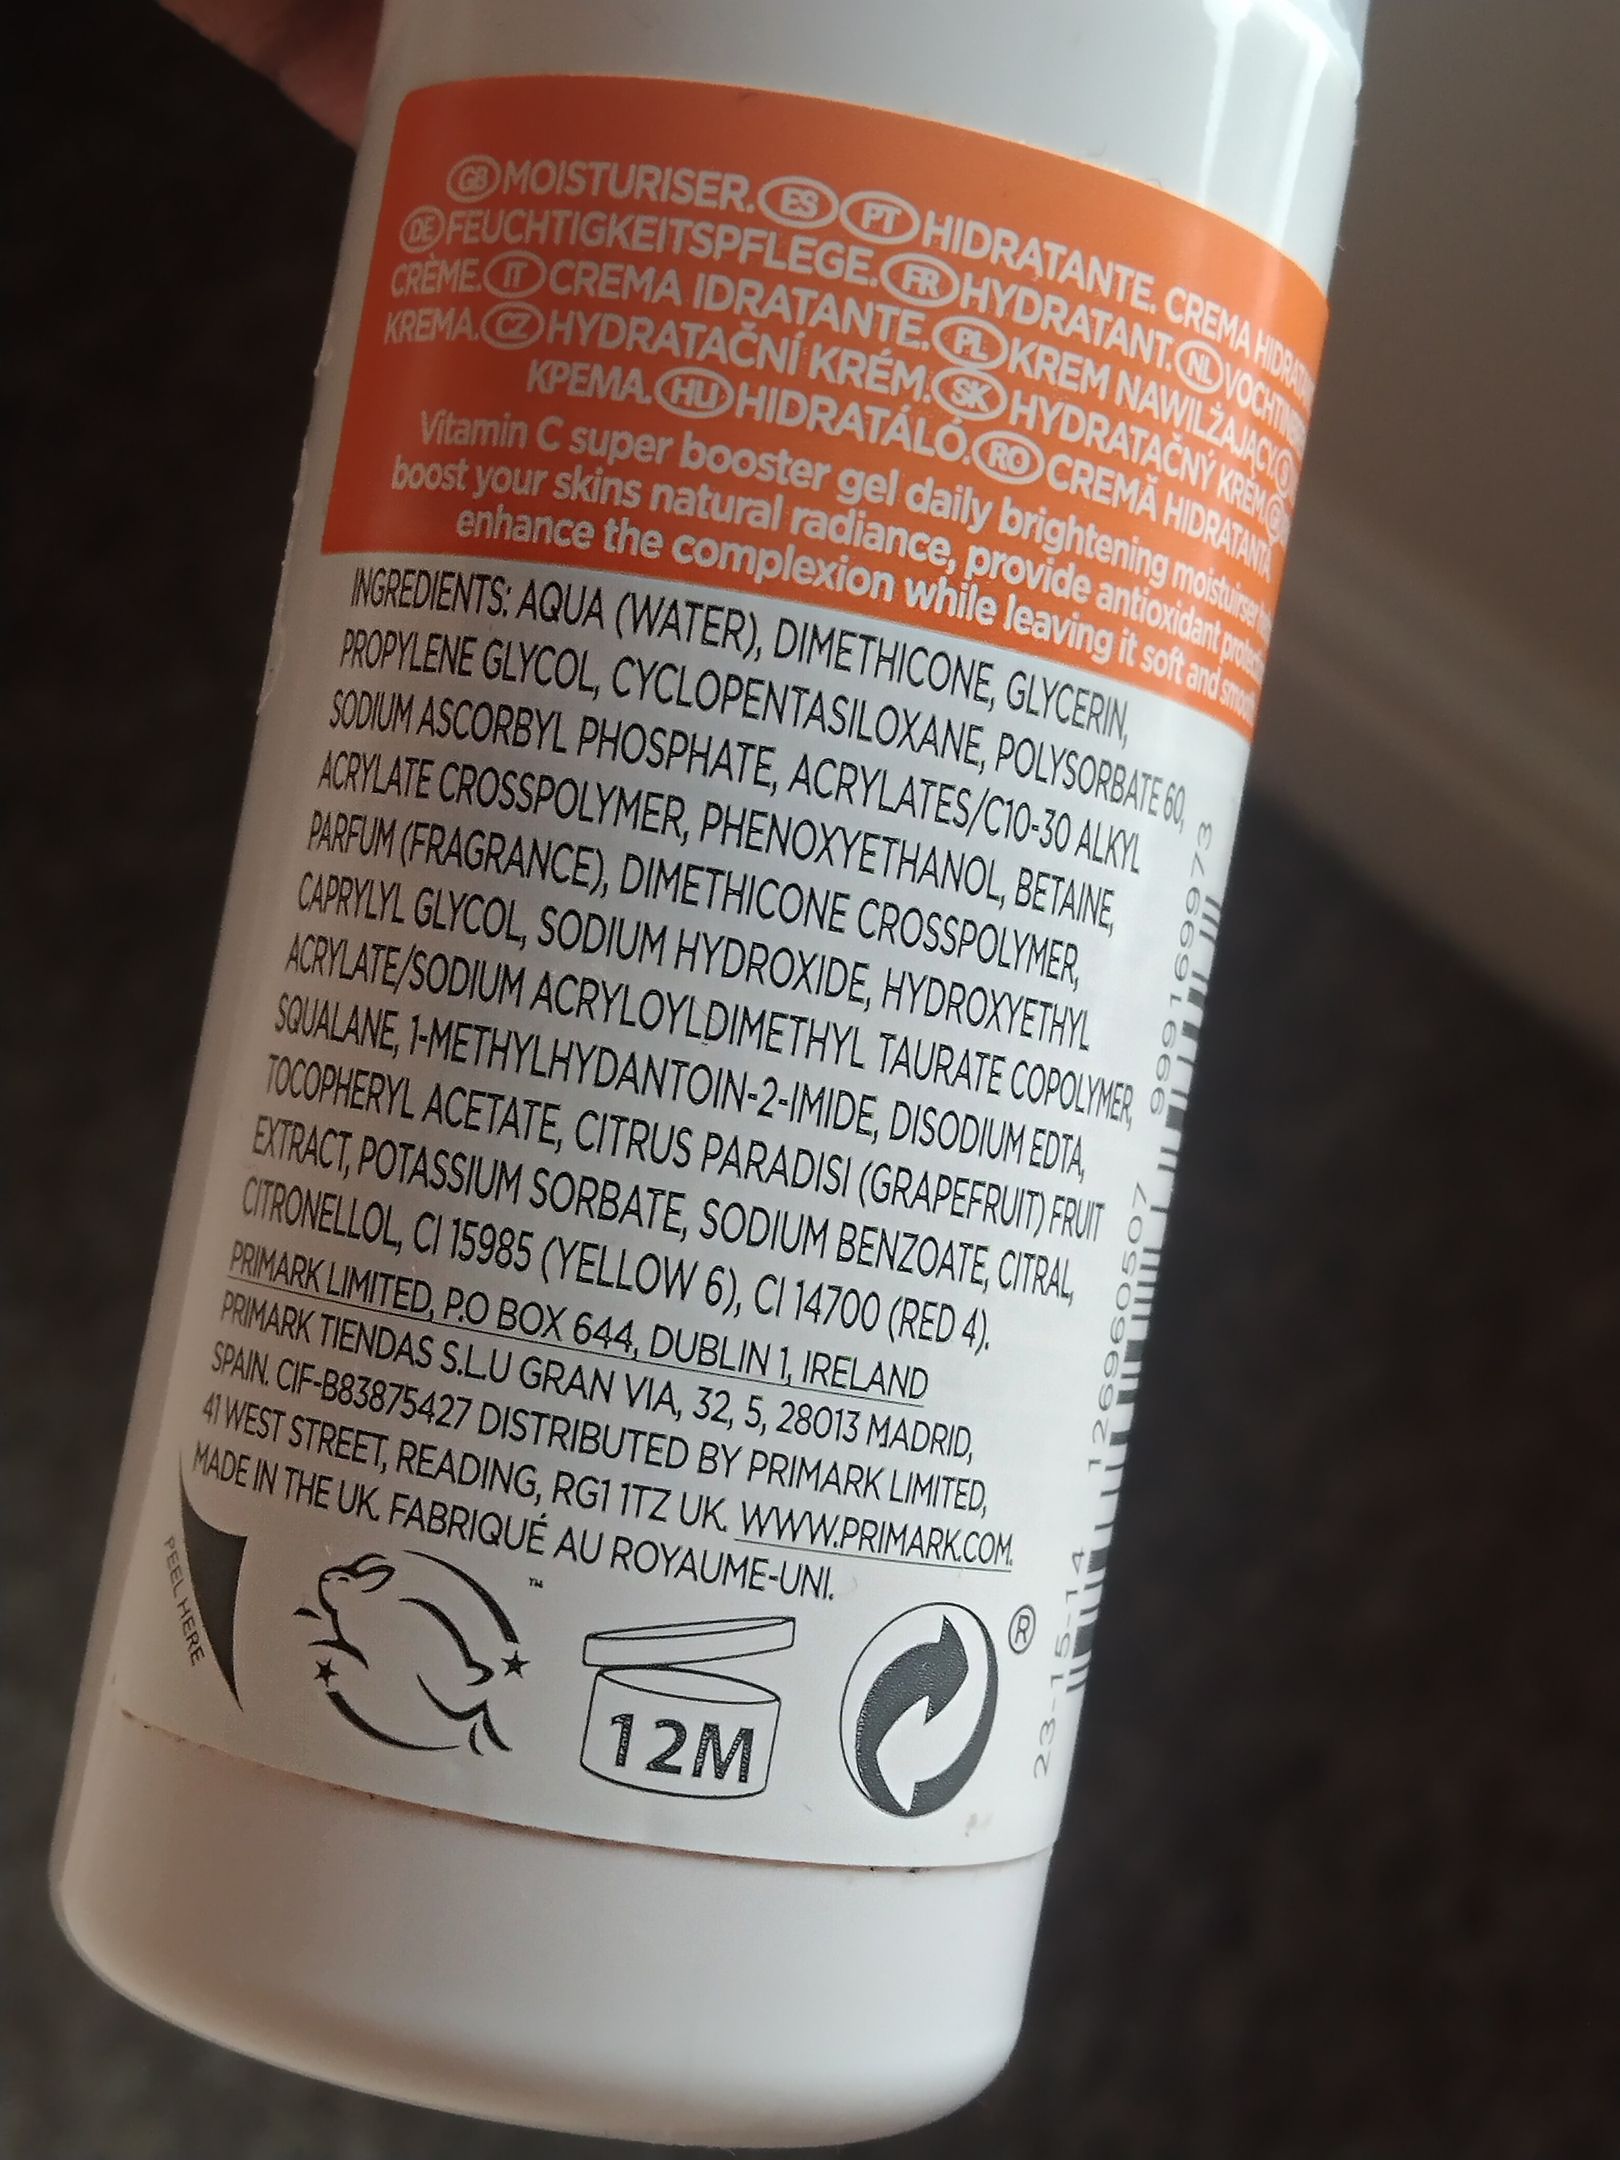 GB MOISTURISER. ES PT HIDRATANTE. CREMA
DE FEUCHTIGKEITSPFLEGE. FR HYDRATANT. NL
CRÈME. IT CREMA IDRATANTE. PL KREM NAWILŻAJĄCY.
KREMA. CZ HYDRATAČNÍ KRÉM. SK HYDRATAČNÝ KRÉM.
КРЕМА. HU HIDRATÁLÓ. RO CREMĂ HIDRATANTĂ
Vitamin C super booster gel daily brightening moistuirser
boost your skins natural radiance, provide antioxidant
enhance the complexion while leaving it soft and
INGREDIENTS: AQUA (WATER), DIMETHICONE, GLYCERIN,
PROPYLENE GLYCOL, CYCLOPENTASILOXANE, POLYSORBATE 60,
SODIUM ASCORBYL PHOSPHATE, ACRYLATES/C10-30 ALKYL
ACRYLATE CROSSPOLYMER, PHENOXYETHANOL, BETAINE,
PARFUM (FRAGRANCE), DIMETHICONE CROSSPOLYMER,
CAPRYLYL GLYCOL, SODIUM HYDROXIDE, HYDROXYETHYL
ACRYLATE/SODIUM ACRYLOYLDIMETHYL TAURATE COPOLYMER,
SQUALANE, 1-METHYLHYDANTOIN-2-IMIDE, DISODIUM EDTA,
TOCOPHERYL ACETATE, CITRUS PARADISI (GRAPEFRUIT) FRUIT
EXTRACT, POTASSIUM SORBATE, SODIUM BENZOATE, CITRAL,
CITRONELLOL, CI 15985 (YELLOW 6), CI 14700 (RED 4).
PRIMARK LIMITED, P.O BOX 644, DUBLIN 1, IRELAND
PRIMARK TIENDAS S.L.U GRAN VIA, 32, 5, 28013 MADRID,
SPAIN. CIF-B83875427 DISTRIBUTED BY PRIMARK LIMITED,
41 WEST STREET, READING, RG1 1TZ UK. WWW.PRIMARK.COM.
MADE IN THE UK. FABRIQUÉ AU ROYAUME-UNI.
PEEL HERE
TM
12M
®
23-15-14 126960507 999169973